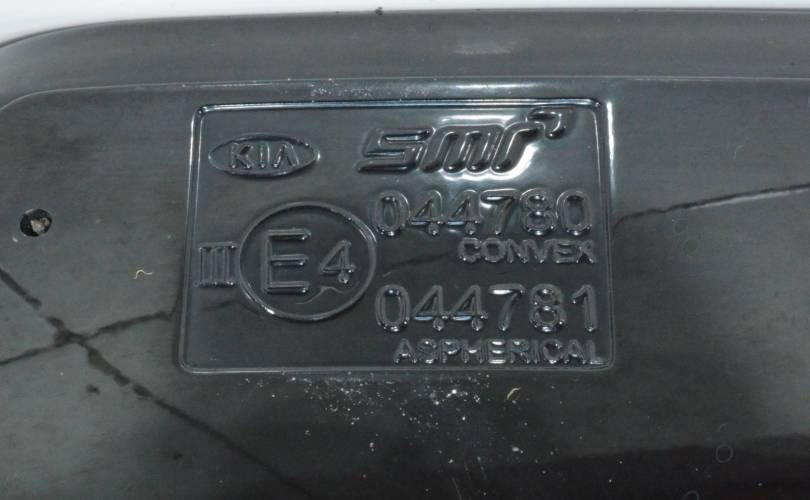 KIA smr
044780
CONVEX
III E4
044781
ASPHERICAL